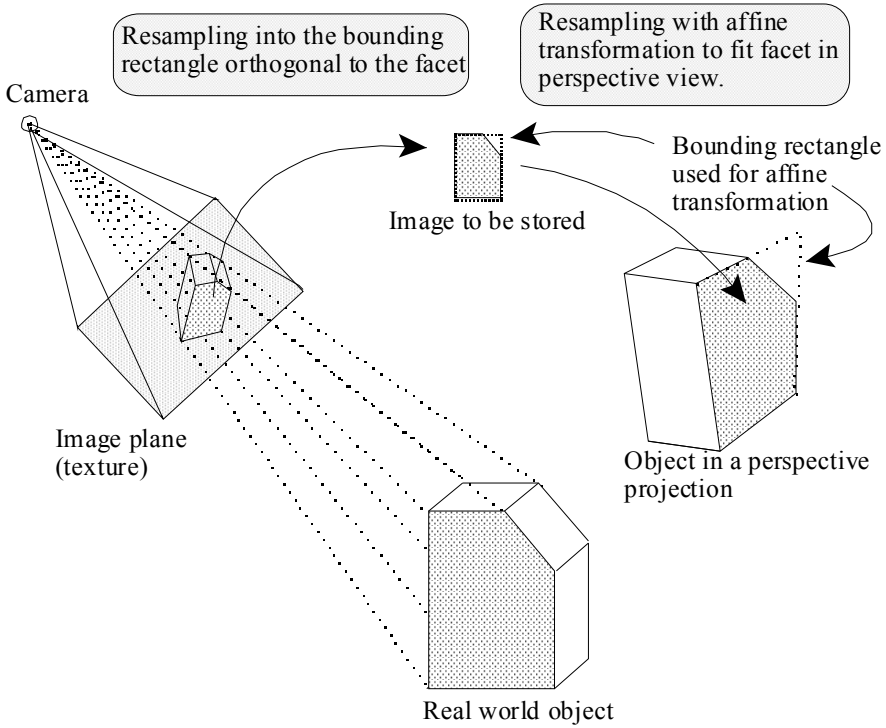 Resampling into the bounding
rectangle orthogonal to the facet
Resampling with affine
transformation to fit facet in
perspective view.
Camera
Bounding rectangle
used for affine
transformation
Image to be stored
Image plane
(texture)
Object in a perspective
projection
Real world object